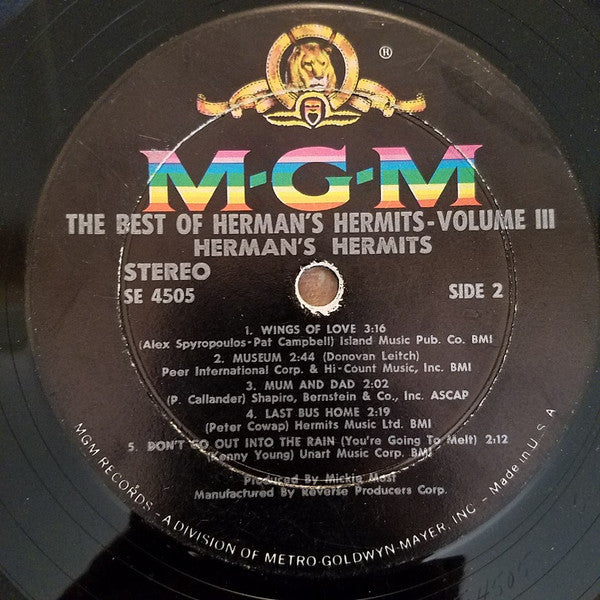 ®
M-G-M
THE BEST OF HERMAN'S HERMITS-VOLUME III
HERMAN'S HERMITS
STEREO
SE 4505
SIDE 2
1. WINGS OF LOVE 3:16
(Alex Spyropoulos-Pat Campbell) Island Music Pub. Co. BMI
2. MUSEUM 2:44 (Donovan Leitch)
Peer International Corp. & Hi-Count Music, Inc. BMI
3. MUM AND DAD 2:02
(P. Callander) Shapiro, Bernstein & Co., Inc. ASCAP
4. LAST BUS HOME 2:19
(Peter Cowap) Hermits Music Ltd. BMI
5. DON'T GO OUT INTO THE RAIN (You're Going To Melt) 2:12
(Kenny Young) Unart Music Corp. BMI
Produced By Mickie Most
Manufactured By Reverse Producers Corp.
MGM RECORDS - A DIVISION OF METRO-GOLDWYN-MAYER, INC. - Made in U. S. A.
4505